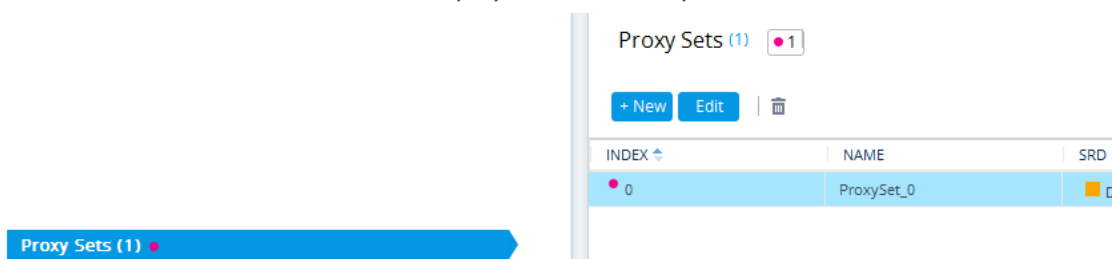 Proxy Sets (1) 1
+ New Edit
INDEX NAME SRD
0 ProxySet_0
Proxy Sets (1)